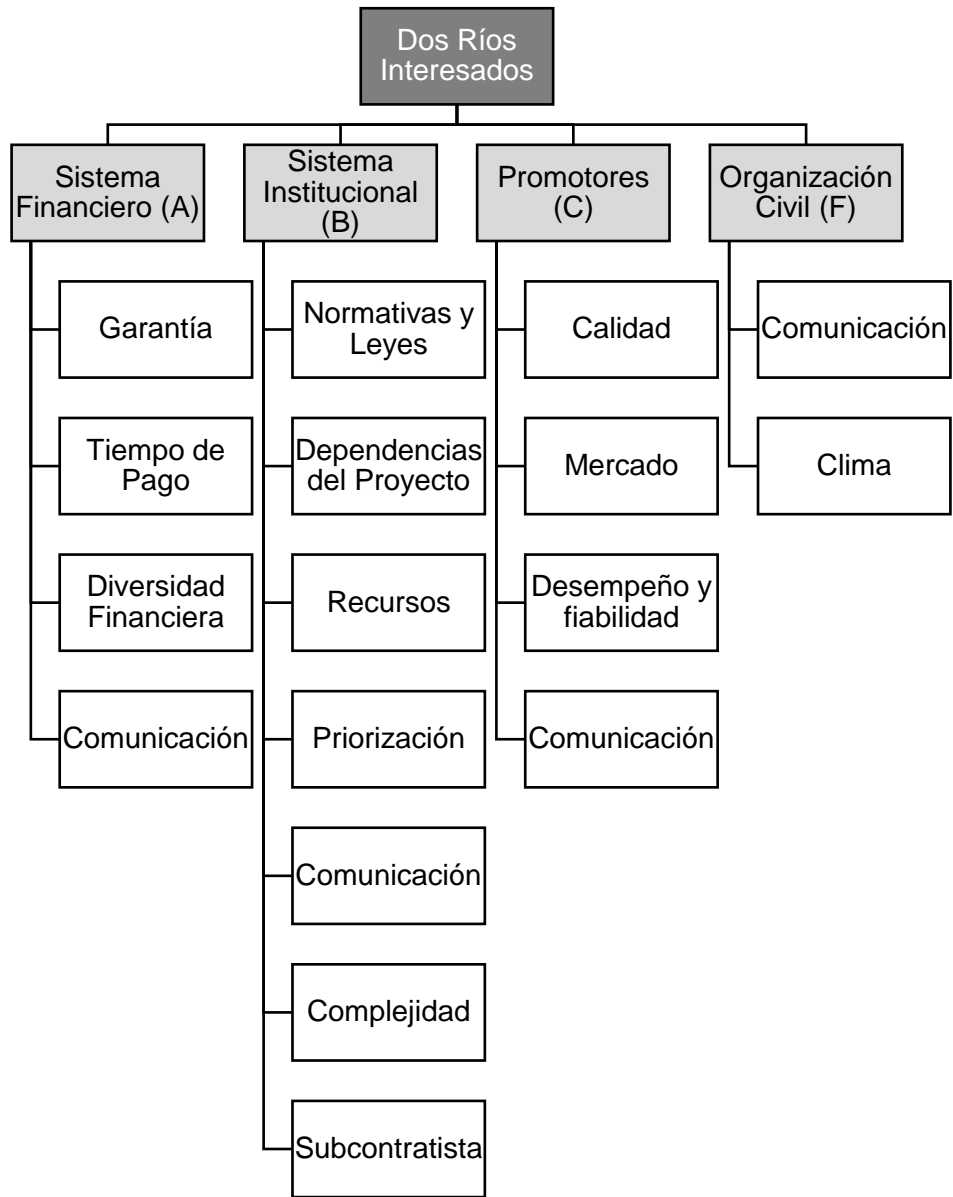 Dos Ríos
Interesados
Sistema
Financiero (A)
Garantía
Tiempo de
Pago
Diversidad
Financiera
Comunicación
Sistema
Institucional
(B)
Normativas y
Leyes
Dependencias
del Proyecto
Recursos
Priorización
Comunicación
Complejidad
Subcontratista
Promotores
(C)
Calidad
Mercado
Desempeño y
fiabilidad
Comunicación
Organización
Civil (F)
Comunicación
Clima